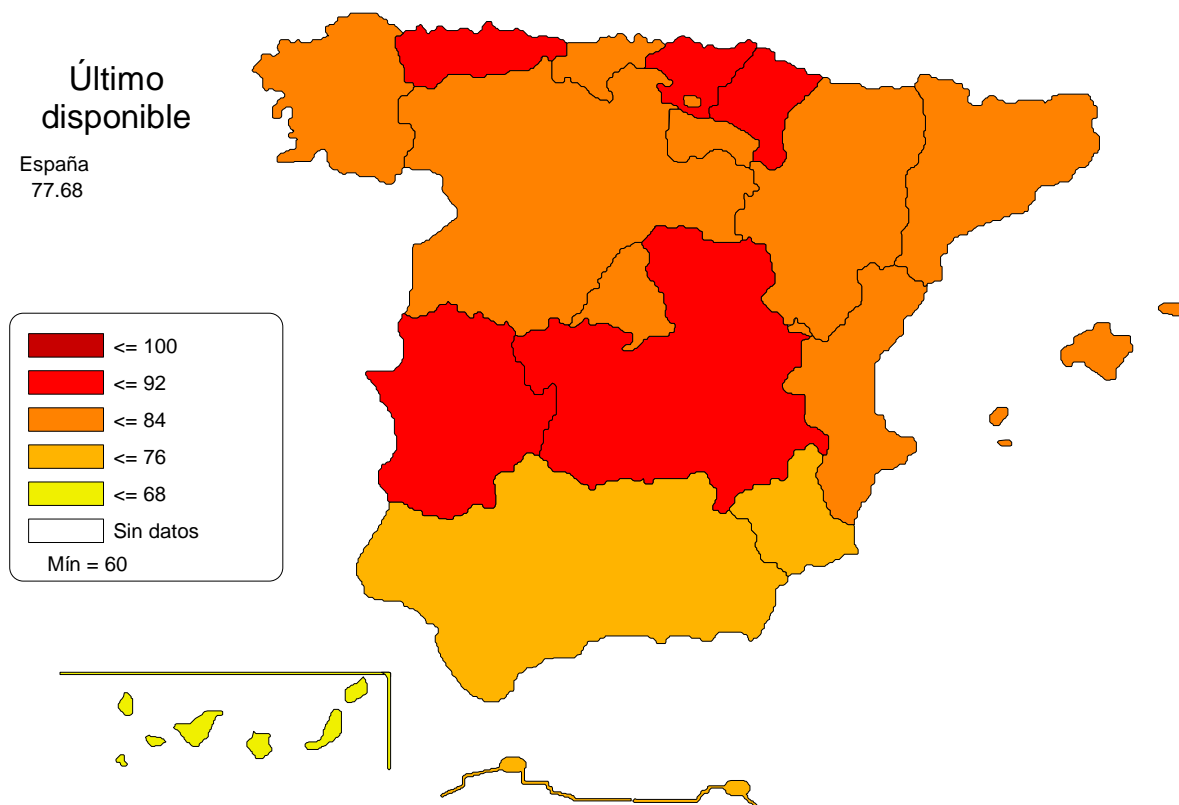 Último
disponible
España
77.68
<= 100
<= 92
<= 84
<= 76
<= 68
Sin datos
Mín = 60